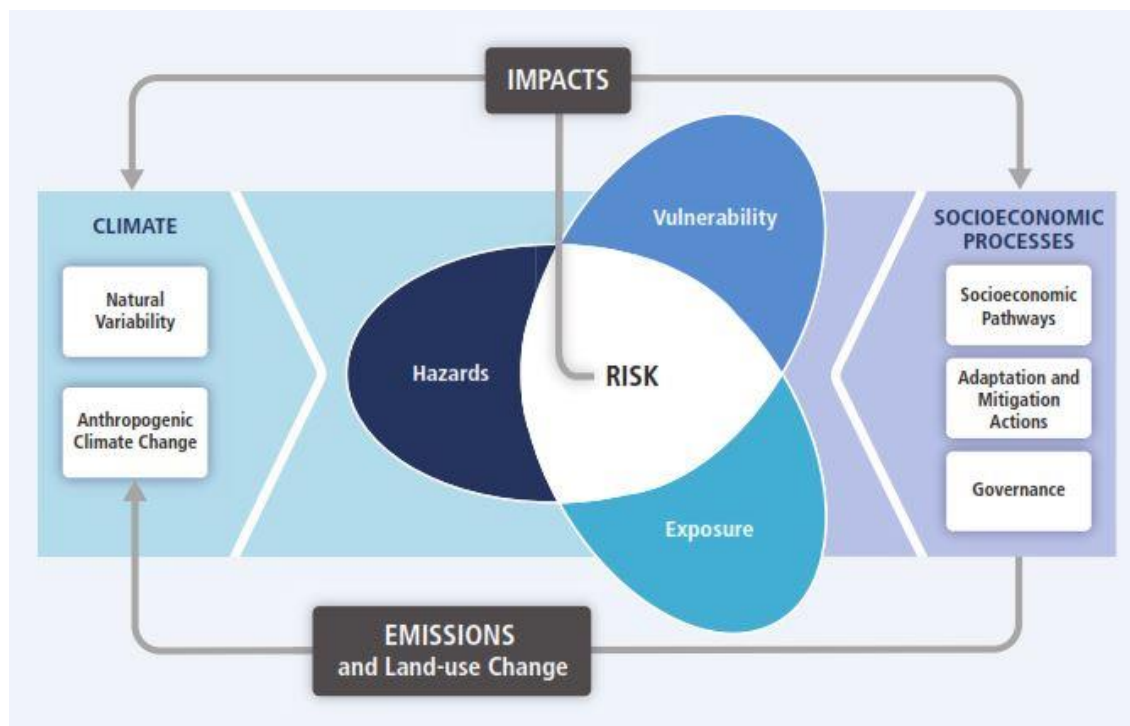 IMPACTS
CLIMATE
Natural
Variability
Anthropogenic
Climate Change
Hazards
Vulnerability
RISK
Exposure
SOCIOECONOMIC
PROCESSES
Socioeconomic
Pathways
Adaptation and
Mitigation
Actions
Governance
EMISSIONS
and Land-use Change